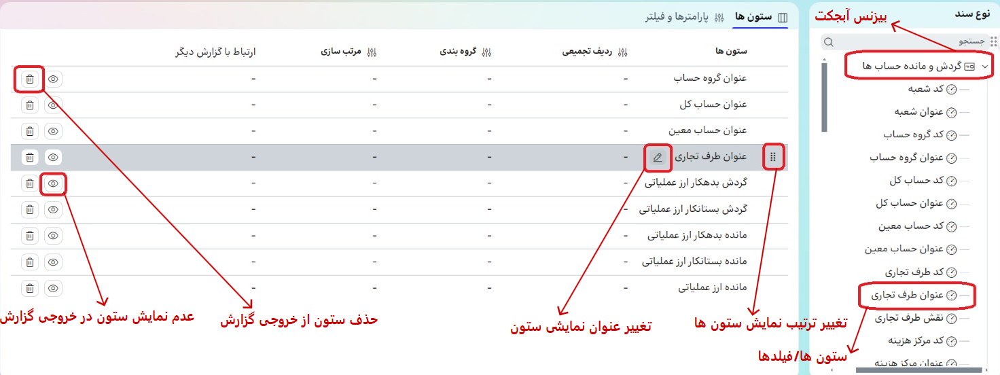 نوع سند
بیزنس آبجکت
جستجو
گردش و مانده حساب ها
کد شعبه
عنوان شعبه
کد گروه حساب
عنوان گروه حساب
کد حساب کل
عنوان حساب کل
کد حساب معین
عنوان حساب معین
کد طرف تجاری
عنوان طرف تجاری
نقش طرف تجاری
کد مرکز هزینه
عنوان مرکز هزینه
ستون ها/فیلدها
ستون ها پارامترها و فیلتر
ستون ها ردیف تجمیعی گروه بندی مرتب سازی ارتباط با گزارش دیگر
عنوان گروه حساب - - - -
عنوان حساب کل - - - -
عنوان حساب معین - - - -
عنوان طرف تجاری - - - -
گردش بدهکار ارز عملیاتی - - - -
گردش بستانکار ارز عملیاتی - - - -
مانده بدهکار ارز عملیاتی - - - -
مانده بستانکار ارز عملیاتی - - - -
مانده ارز عملیاتی - - - -
تغییر ترتیب نمایش ستون ها
تغییر عنوان نمایشی ستون
حذف ستون از خروجی گزارش
عدم نمایش ستون در خروجی گزارش